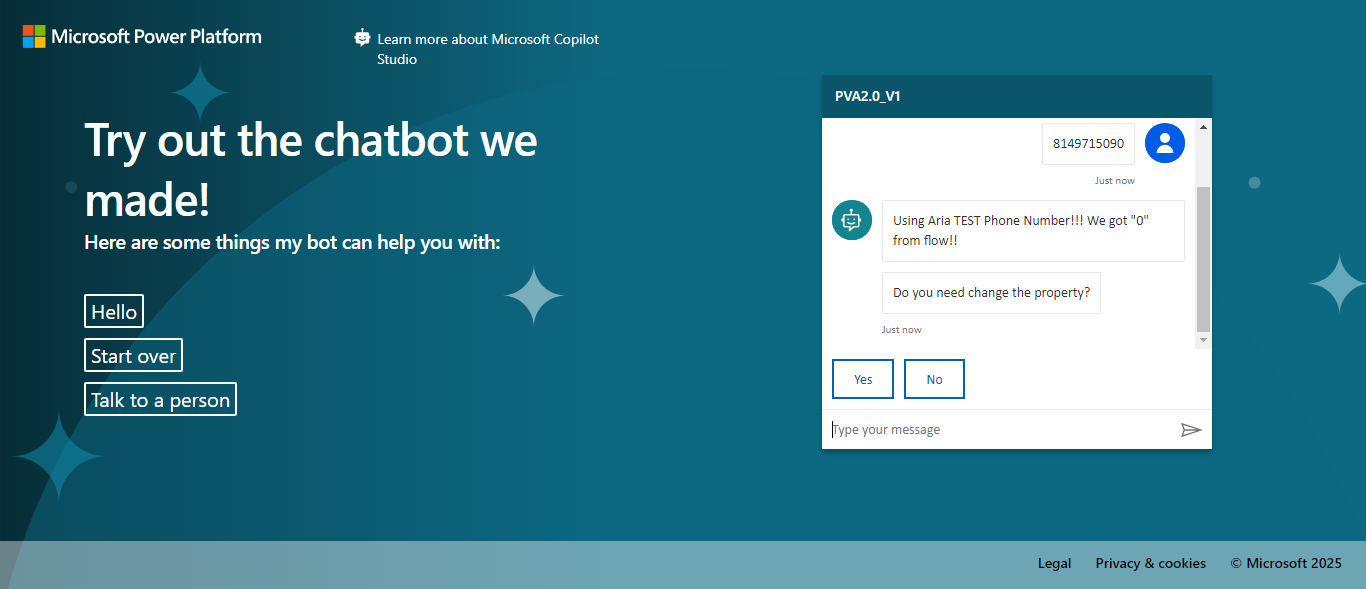 Microsoft Power Platform
Learn more about Microsoft Copilot
Studio
Try out the chatbot we
made!
Here are some things my bot can help you with:
Hello
Start over
Talk to a person
PVA2.0_V1
8149715090
Just now
Using Aria TEST Phone Number!!! We got "0"
from flow!!
Do you need change the property?
Just now
Yes
No
Type your message
Legal
Privacy & cookies
© Microsoft 2025